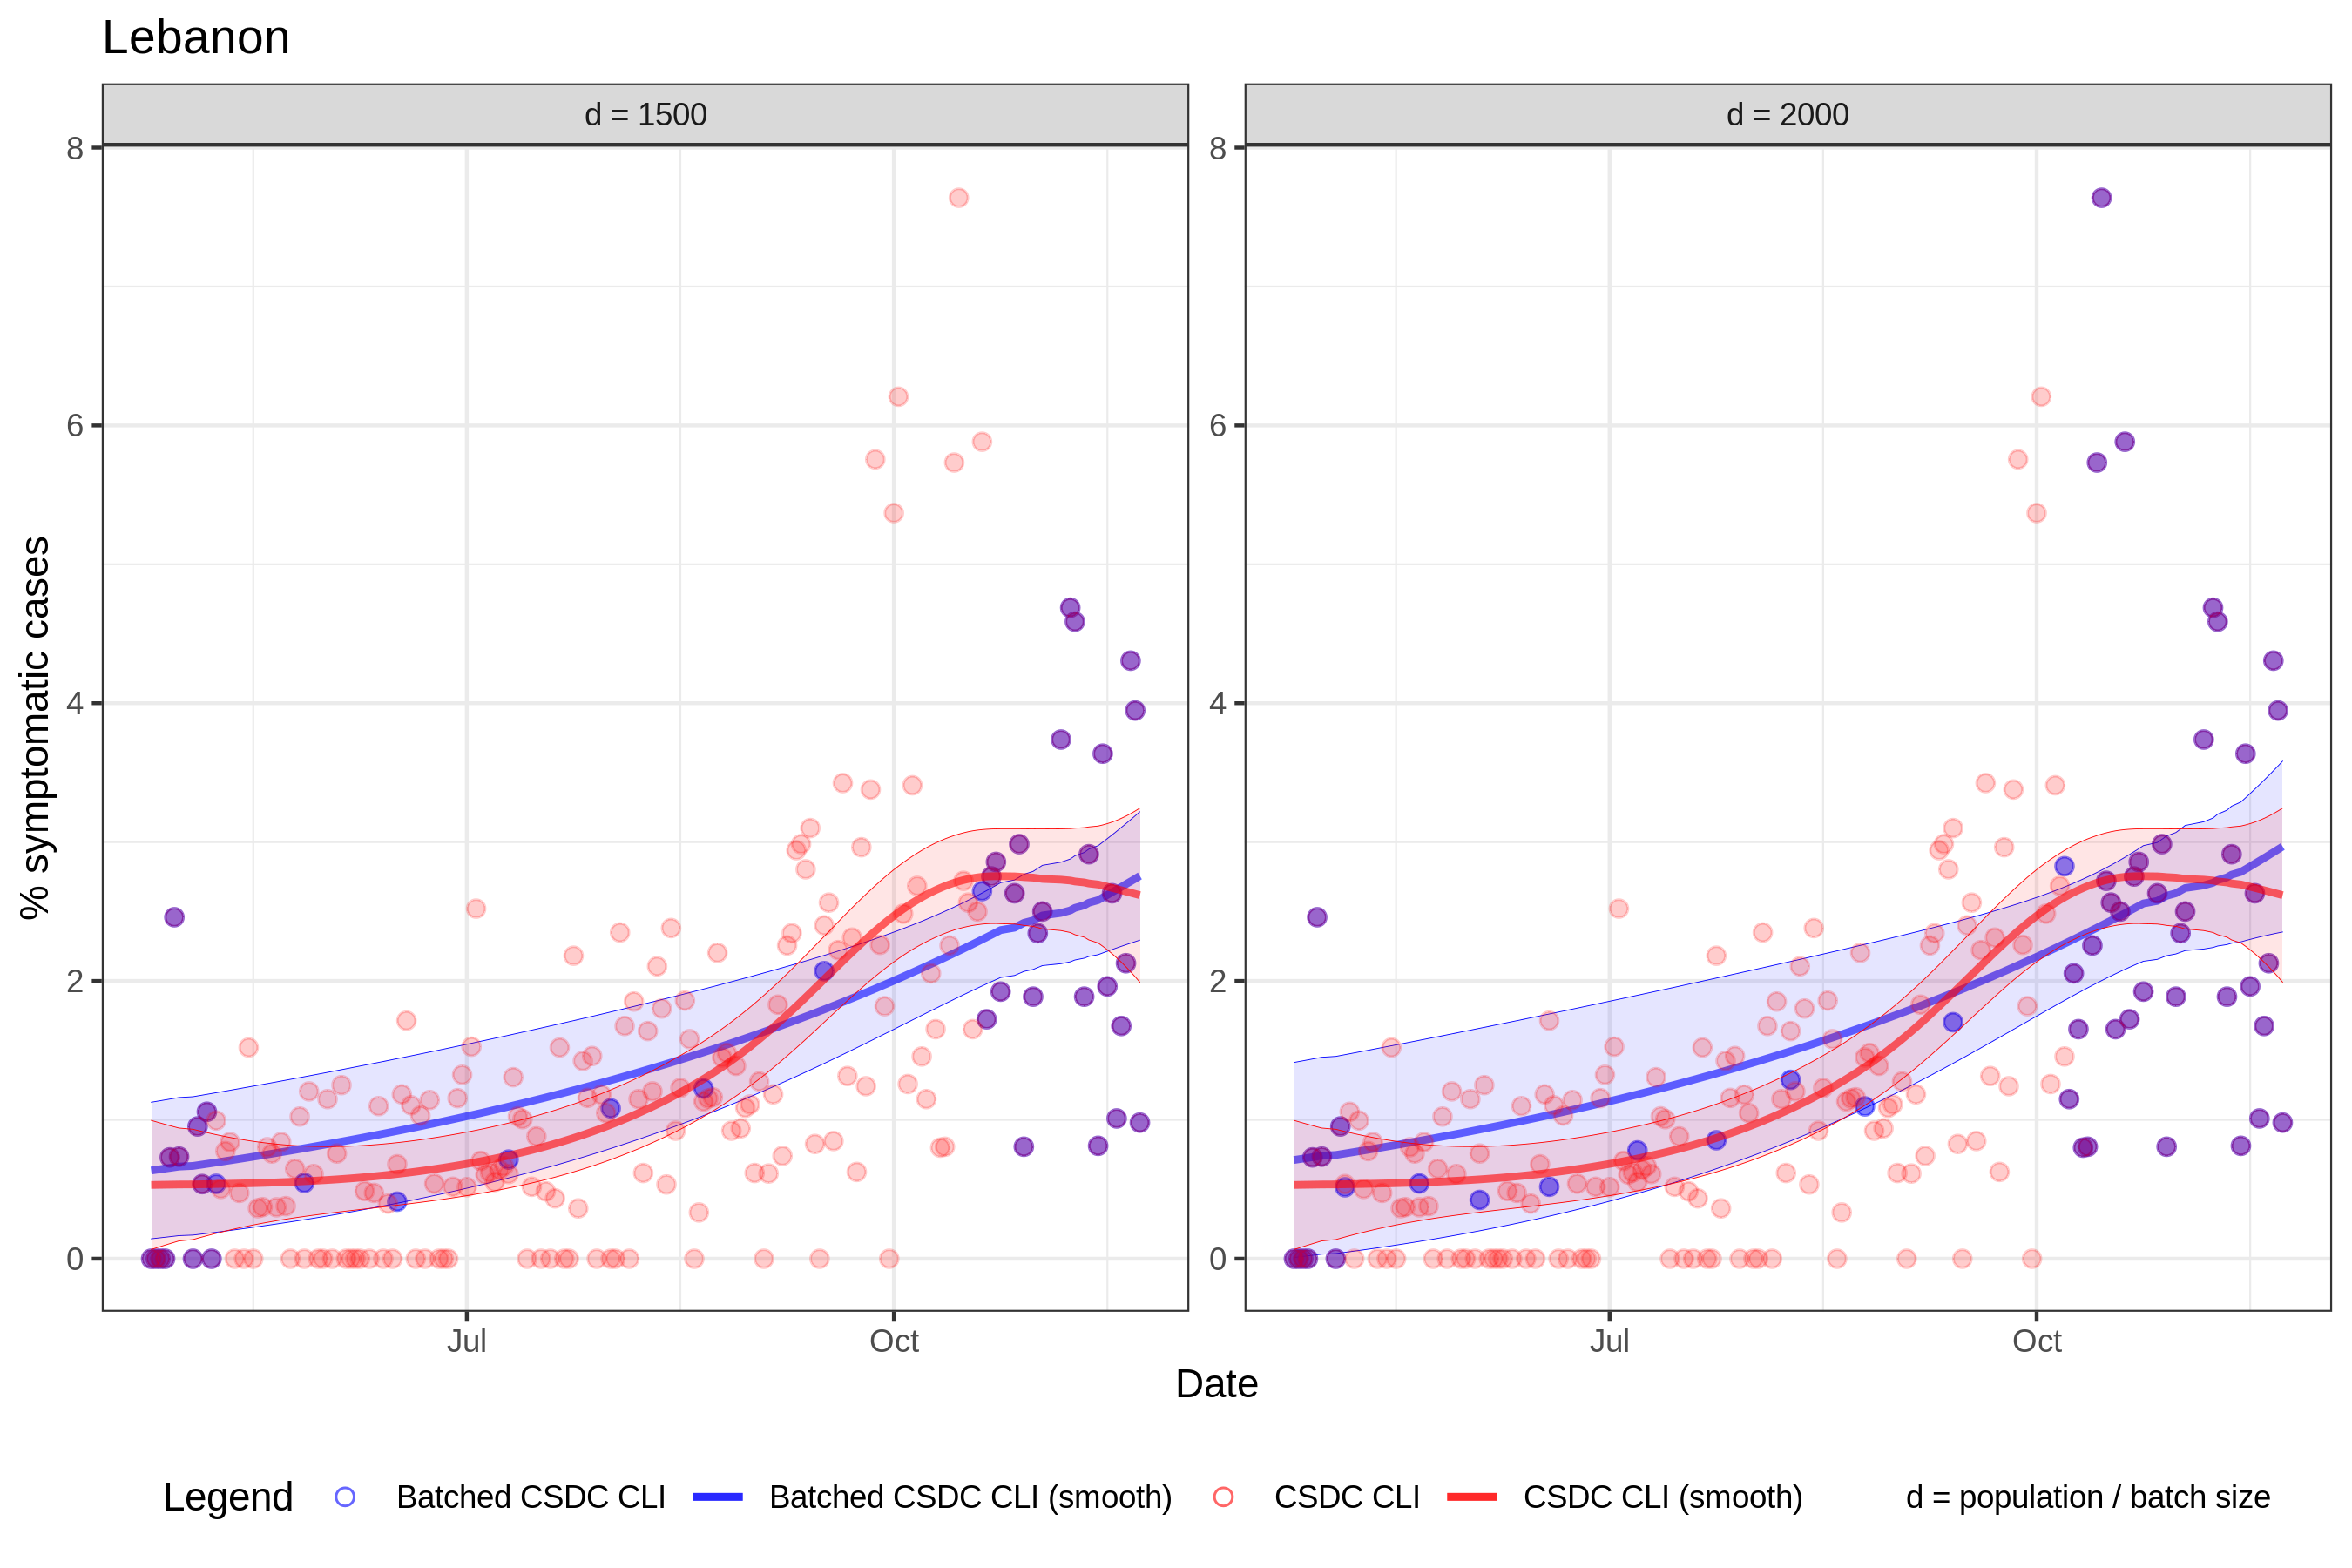 Lebanon
d = 1500
d = 2000
8
6
4
2
0
8
6
4
2
0
% symptomatic cases
Jul
Oct
Jul
Oct
Date
Legend
Batched CSDC CLI
Batched CSDC CLI (smooth)
CSDC CLI
CSDC CLI (smooth)
d = population / batch size